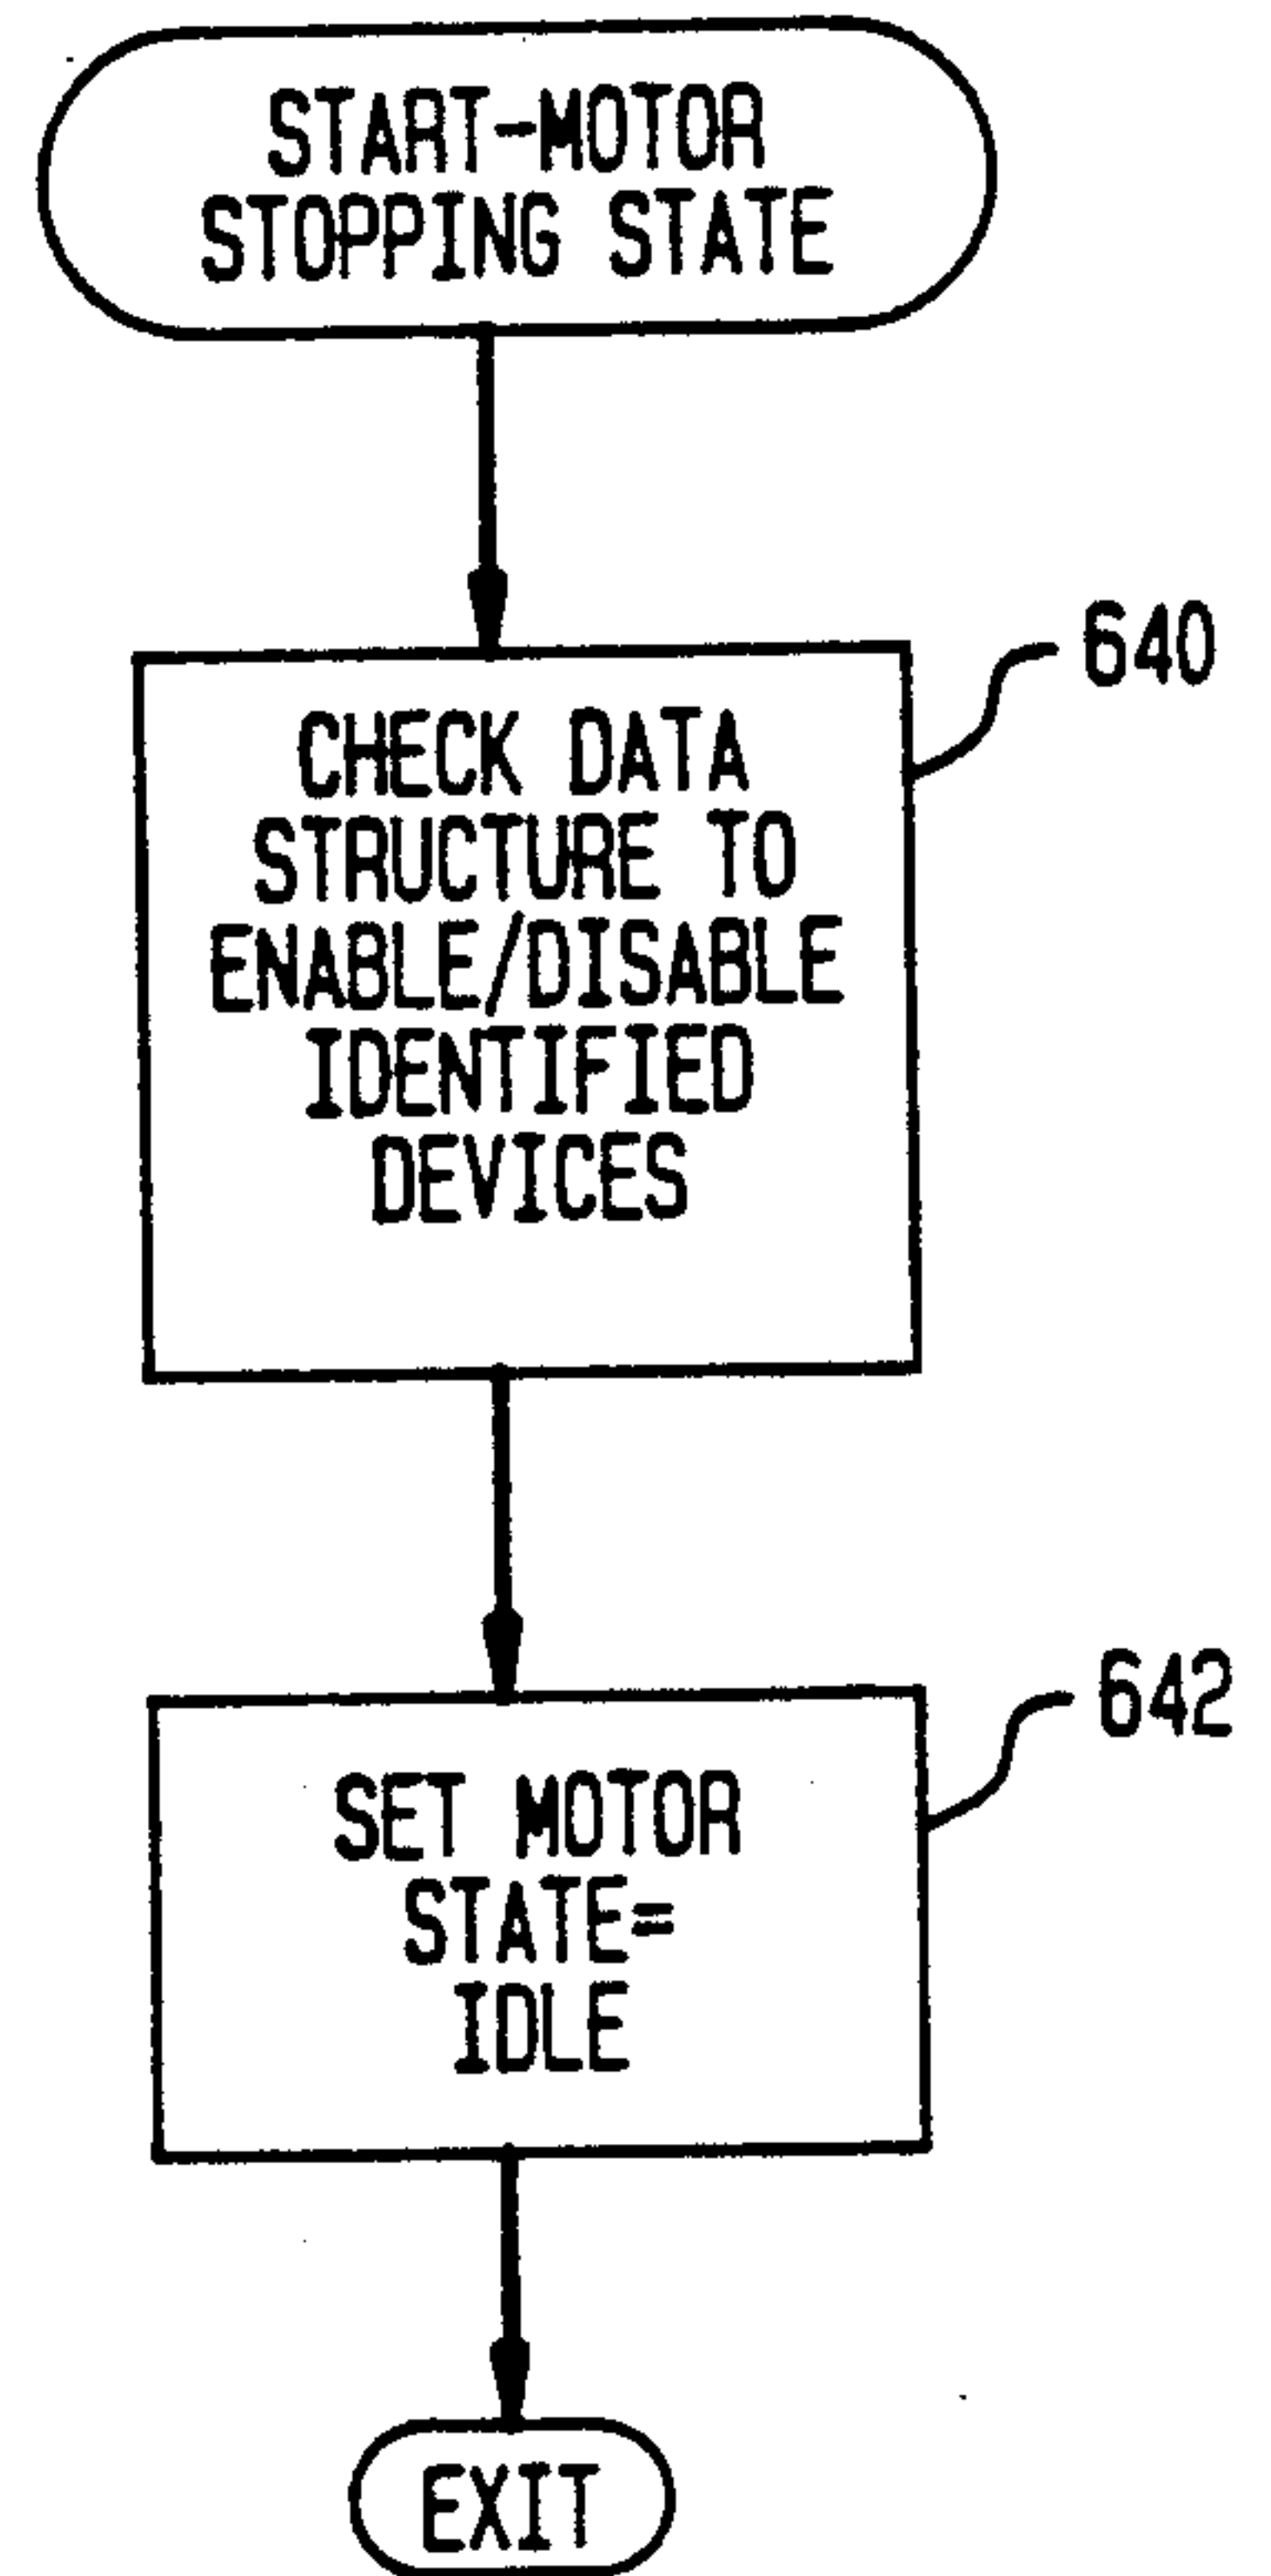 START-MOTOR
STOPPING STATE
640
CHECK DATA
STRUCTURE TO
ENABLE/DISABLE
IDENTIFIED
DEVICES
642
SET MOTOR
STATE=
IDLE
EXIT